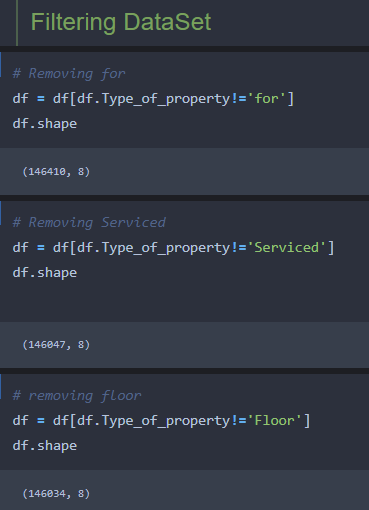 Filtering DataSet
# Removing for
df = df[df.Type_of_property!='for']
df.shape
(146410, 8)
# Removing Serviced
df = df[df.Type_of_property!='Serviced']
df.shape
(146047, 8)
# removing floor
df = df[df.Type_of_property!='Floor']
df.shape
(146034, 8)